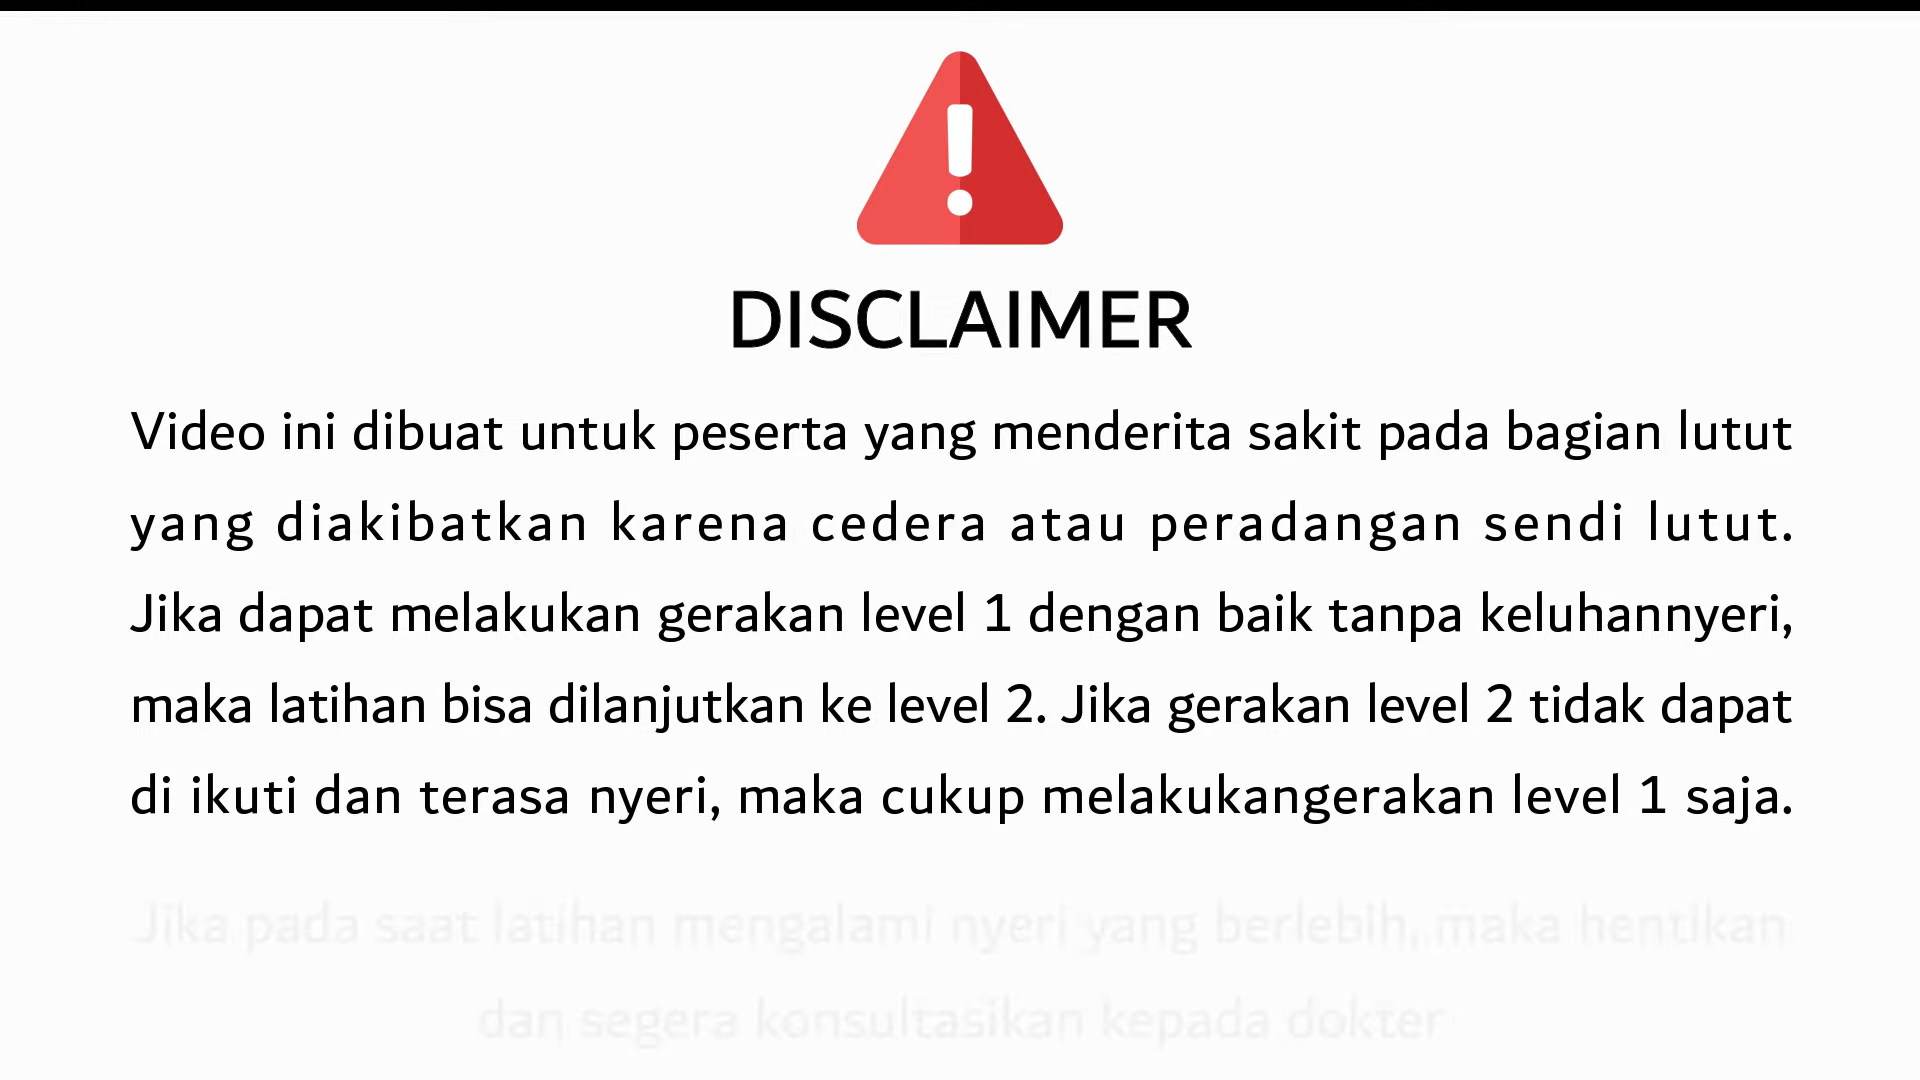 DISCLAIMER
Video ini dibuat untuk peserta yang menderita sakit pada bagian lutut
yang diakibatkan karena cedera atau peradangan sendi lutut.
Jika dapat melakukan gerakan level 1 dengan baik tanpa keluhannyeri,
maka latihan bisa dilanjutkan ke level 2. Jika gerakan level 2 tidak dapat
di ikuti dan terasa nyeri, maka cukup melakukangerakan level 1 saja.
Jika pada saat latihan mengalami nyeri yang berlebih, maka hentikan
dan segera konsultasikan kepada dokter